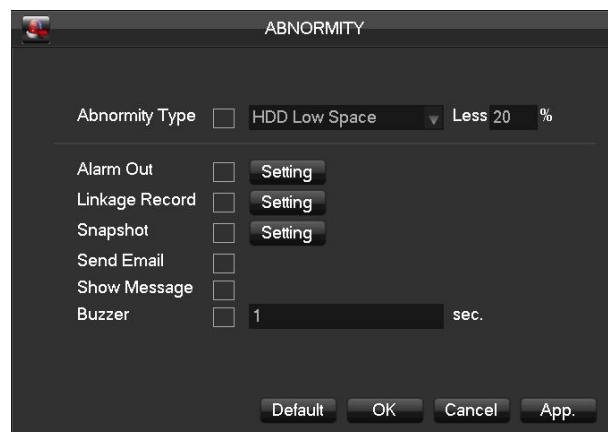 ABNORMITY
Abnormity Type HDD Low Space Less 20 %
Alarm Out Setting
Linkage Record Setting
Snapshot Setting
Send Email
Show Message
Buzzer 1 sec.
Default OK Cancel App.